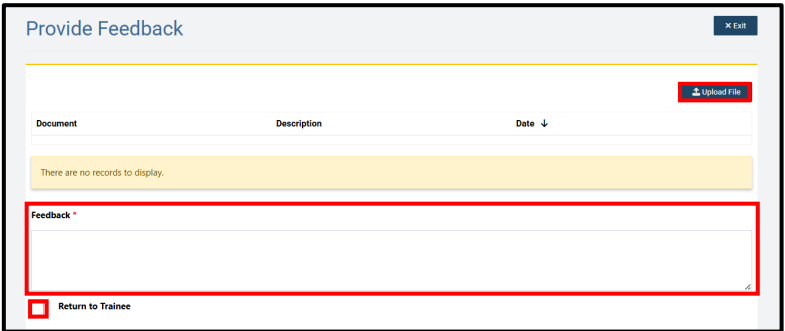 Provide Feedback
× Exit
Upload File
Document Description Date ↓
There are no records to display.
Feedback *
Return to Trainee